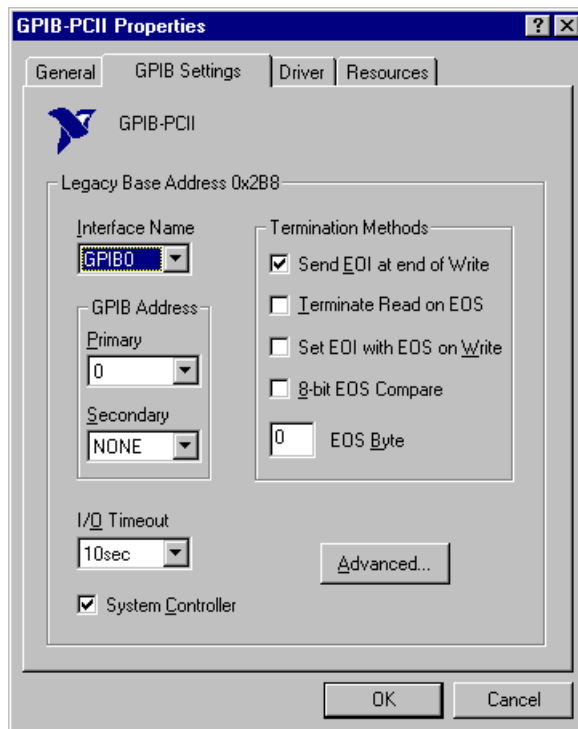 GPIB-PCII Properties
General GPIB Settings Driver Resources
GPIB-PCII
Legacy Base Address 0x2B8
Interface Name
GPIB0
GPIB Address
Primary
0
Secondary
NONE
I/O Timeout
10sec
System Controller
Termination Methods
Send EOI at end of Write
Terminate Read on EOS
Set EOI with EOS on Write
8-bit EOS Compare
0 EOS Byte
Advanced...
OK Cancel